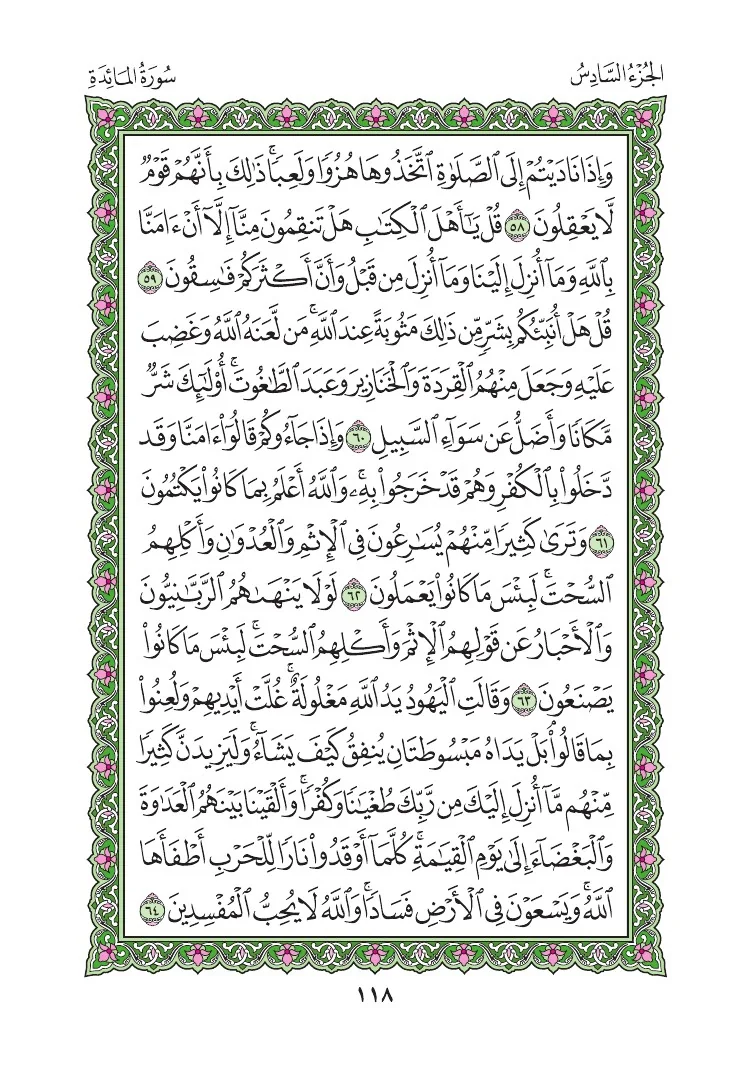 الجُزْءُ السَّادِسُ
سُورَةُ المَائِدَةِ
وَإِذَا نَادَيْتُمْ إِلَى ٱلصَّلَوٰةِ ٱتَّخَذُوهَا هُزُوًا وَلَعِبًاۚ ذَٰلِكَ بِأَنَّهُمْ قَوْمٌ
لَّا يَعْقِلُونَ ٥٨ قُلْ يَٰٓأَهْلَ ٱلْكِتَٰبِ هَلْ تَنقِمُونَ مِنَّآ إِلَّآ أَنْ ءَامَنَّا
بِٱللَّهِ وَمَآ أُنزِلَ إِلَيْنَا وَمَآ أُنزِلَ مِن قَبْلُ وَأَنَّ أَكْثَرَكُمْ فَٰسِقُونَ ٥٩
قُلْ هَلْ أُنَبِّئُكُم بِشَرٍّ مِّن ذَٰلِكَ مَثُوبَةً عِندَ ٱللَّهِۚ مَن لَّعَنَهُ ٱللَّهُ وَغَضِبَ
عَلَيْهِ وَجَعَلَ مِنْهُمُ ٱلْقِرَدَةَ وَٱلْخَنَازِيرَ وَعَبَدَ ٱلطَّٰغُوتَۚ أُو۟لَٰٓئِكَ شَرٌّ
مَّكَانًا وَأَضَلُّ عَن سَوَآءِ ٱلسَّبِيلِ ٦٠ وَإِذَا جَآءُوكُمْ قَالُوٓا۟ ءَامَنَّا وَقَد
دَّخَلُوا۟ بِٱلْكُفْرِ وَهُمْ قَدْ خَرَجُوا۟ بِهِۦۚ وَٱللَّهُ أَعْلَمُ بِمَا كَانُوا۟ يَكْتُمُونَ
٦١ وَتَرَىٰ كَثِيرًا مِّنْهُمْ يُسَٰرِعُونَ فِى ٱلْإِثْمِ وَٱلْعُدْوَٰنِ وَأَكْلِهِمُ
ٱلسُّحْتَۚ لَبِئْسَ مَا كَانُوا۟ يَعْمَلُونَ ٦٢ لَوْلَا يَنْهَىٰهُمُ ٱلرَّبَّٰنِيُّونَ
وَٱلْأَحْبَارُ عَن قَوْلِهِمُ ٱلْإِثْمَ وَأَكْلِهِمُ ٱلسُّحْتَۚ لَبِئْسَ مَا كَانُوا۟
يَصْنَعُونَ ٦٣ وَقَالَتِ ٱلْيَهُودُ يَدُ ٱللَّهِ مَغْلُولَةٌۚ غُلَّتْ أَيْدِيهِمْ وَلُعِنُوا۟
بِمَا قَالُوا۟ۘ بَلْ يَدَاهُ مَبْسُوطَتَانِ يُنفِقُ كَيْفَ يَشَآءُۚ وَلَيَزِيدَنَّ كَثِيرًا
مِّنْهُم مَّآ أُنزِلَ إِلَيْكَ مِن رَّبِّكَ طُغْيَٰنًا وَكُفْرًاۚ وَأَلْقَيْنَا بَيْنَهُمُ ٱلْعَدَٰوَةَ
وَٱلْبَغْضَآءَ إِلَىٰ يَوْمِ ٱلْقِيَٰمَةِۚ كُلَّمَآ أَوْقَدُوا۟ نَارًا لِّلْحَرْبِ أَطْفَأَهَا
ٱللَّهُۚ وَيَسْعَوْنَ فِى ٱلْأَرْضِ فَسَادًاۚ وَٱللَّهُ لَا يُحِبُّ ٱلْمُفْسِدِينَ ٦٤
١١٨